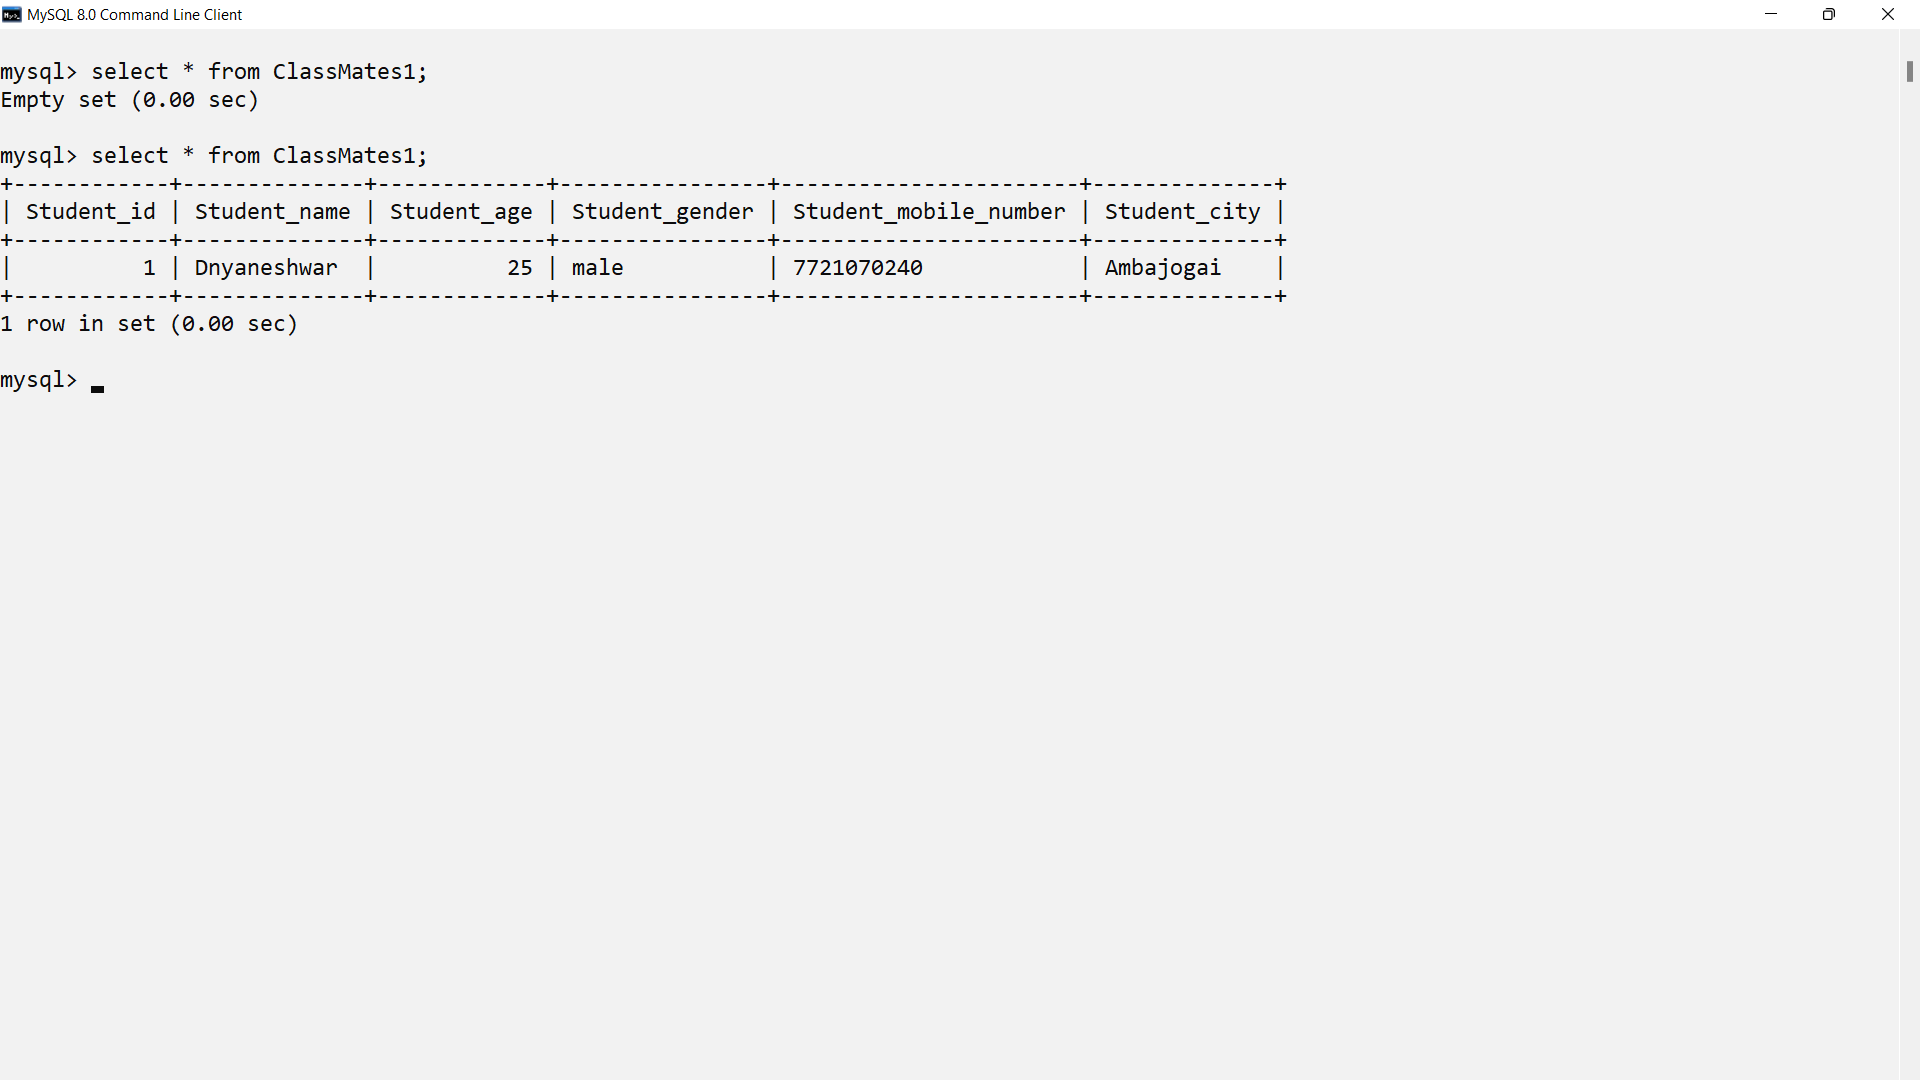 MySQL 8.0 Command Line Client
mysql> select * from ClassMates1;
Empty set (0.00 sec)
mysql> select * from ClassMates1;
+------------+--------------+-------------+----------------+-----------------------+--------------+
| Student_id | Student_name | Student_age | Student_gender | Student_mobile_number | Student_city |
+------------+--------------+-------------+----------------+-----------------------+--------------+
|          1 | Dnyaneshwar  |          25 | male           | 7721070240            | Ambajogai    |
+------------+--------------+-------------+----------------+-----------------------+--------------+
1 row in set (0.00 sec)
mysql>